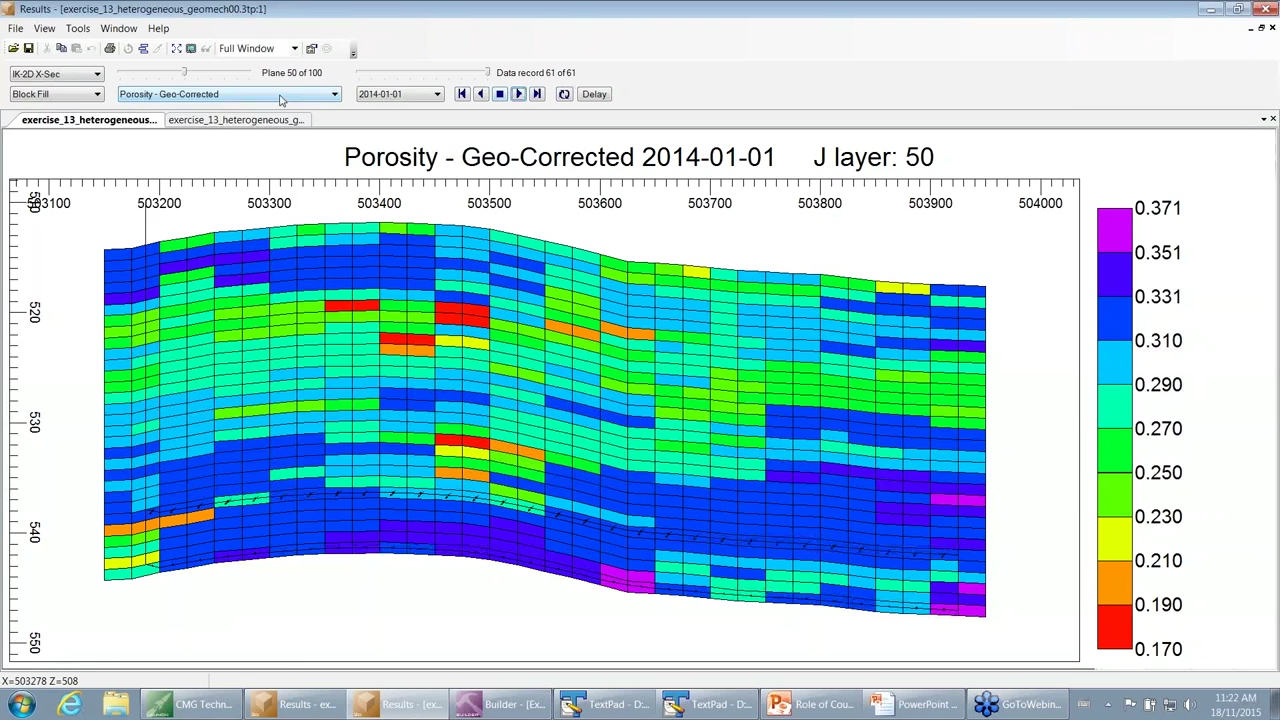 Results - [exercise_13_heterogeneous_geomech00.3tp:1]
File View Tools Window Help
Full Window
IK-2D X-Sec Plane 50 of 100 Data record 61 of 61
Block Fill Porosity - Geo-Corrected 2014-01-01 Delay
exercise_13_heterogeneous... exercise_13_heterogeneous_g...
Porosity - Geo-Corrected 2014-01-01 J layer: 50
503100 503200 503300 503400 503500 503600 503700 503800 503900 504000
520
530
540
550
0.371
0.351
0.331
0.310
0.290
0.270
0.250
0.230
0.210
0.190
0.170
X=503278 Z=508
CMG Techn... Results - ex... Results - [ex... Builder - [Ex... TextPad - D:... TextPad - D:... Role of Cou... PowerPoint ... GoToWebin...
11:22 AM
18/11/2015